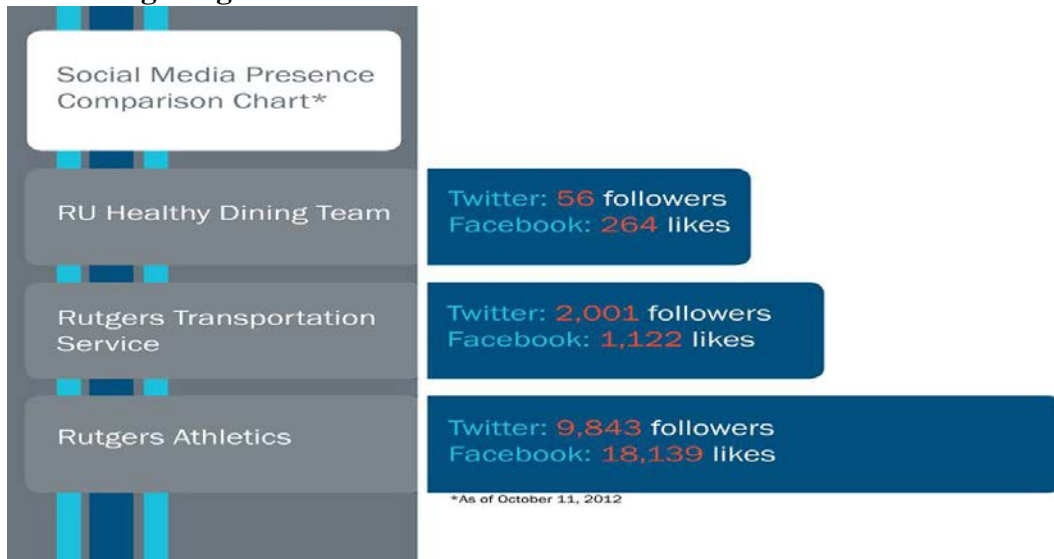 Social Media Presence
Comparison Chart*
RU Healthy Dining Team
Twitter: 56 followers
Facebook: 264 likes
Rutgers Transportation
Service
Twitter: 2,001 followers
Facebook: 1,122 likes
Rutgers Athletics
Twitter: 9,843 followers
Facebook: 18,139 likes
*As of October 11, 2012